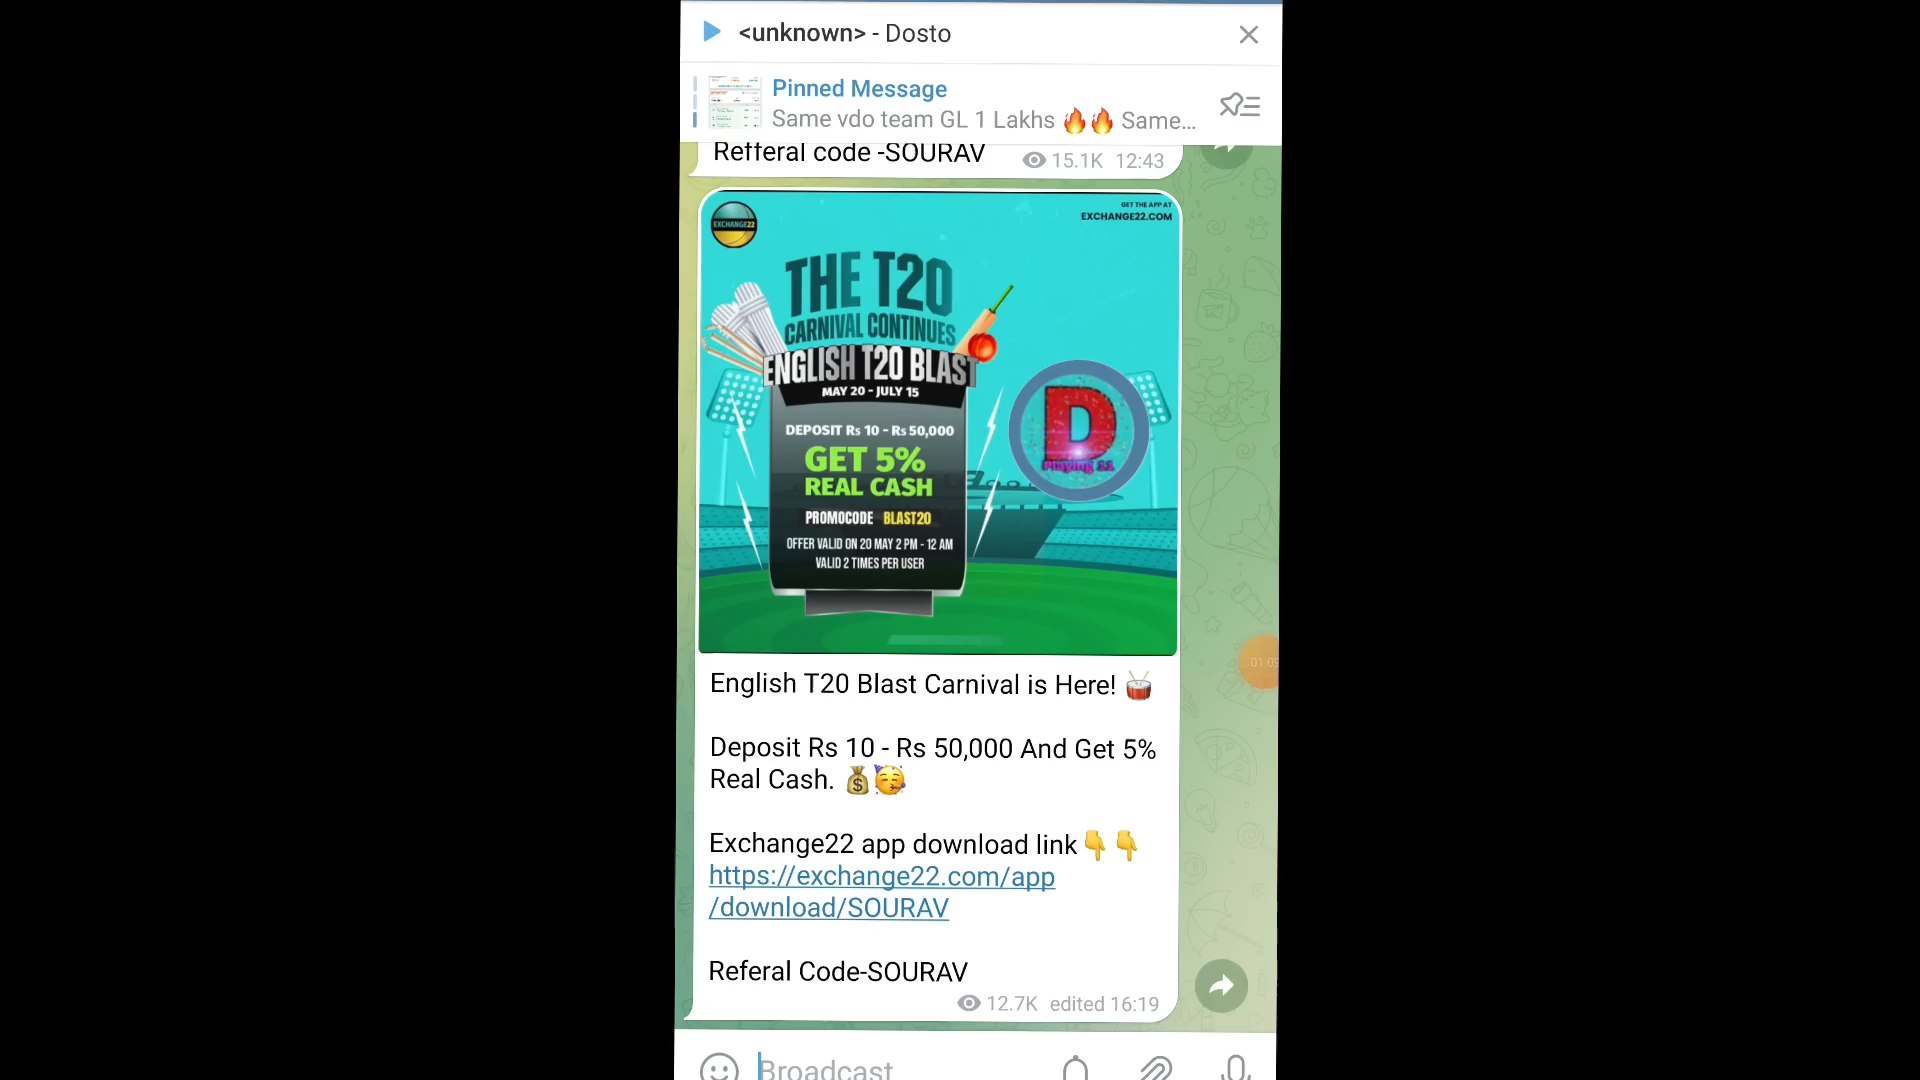 <unknown> - Dosto
Pinned Message
Same vdo team GL 1 Lakhs 🔥🔥 Same...
Refferal code -SOURAV
15.1K 12:43
EXCHANGE22
GET THE APP AT
EXCHANGE22.COM
THE T20
CARNIVAL CONTINUES
ENGLISH T20 BLAST
MAY 20 - JULY 15
DEPOSIT Rs 10 - Rs 50,000
GET 5%
REAL CASH
PROMOCODE BLAST20
OFFER VALID ON 20 MAY 2 PM - 12 AM
VALID 2 TIMES PER USER
D
Playing 11
English T20 Blast Carnival is Here! 🥁
Deposit Rs 10 - Rs 50,000 And Get 5%
Real Cash. 💰🥳
Exchange22 app download link👇👇
https://exchange22.com/app
/download/SOURAV
Referal Code-SOURAV
12.7K edited 16:19
Broadcast